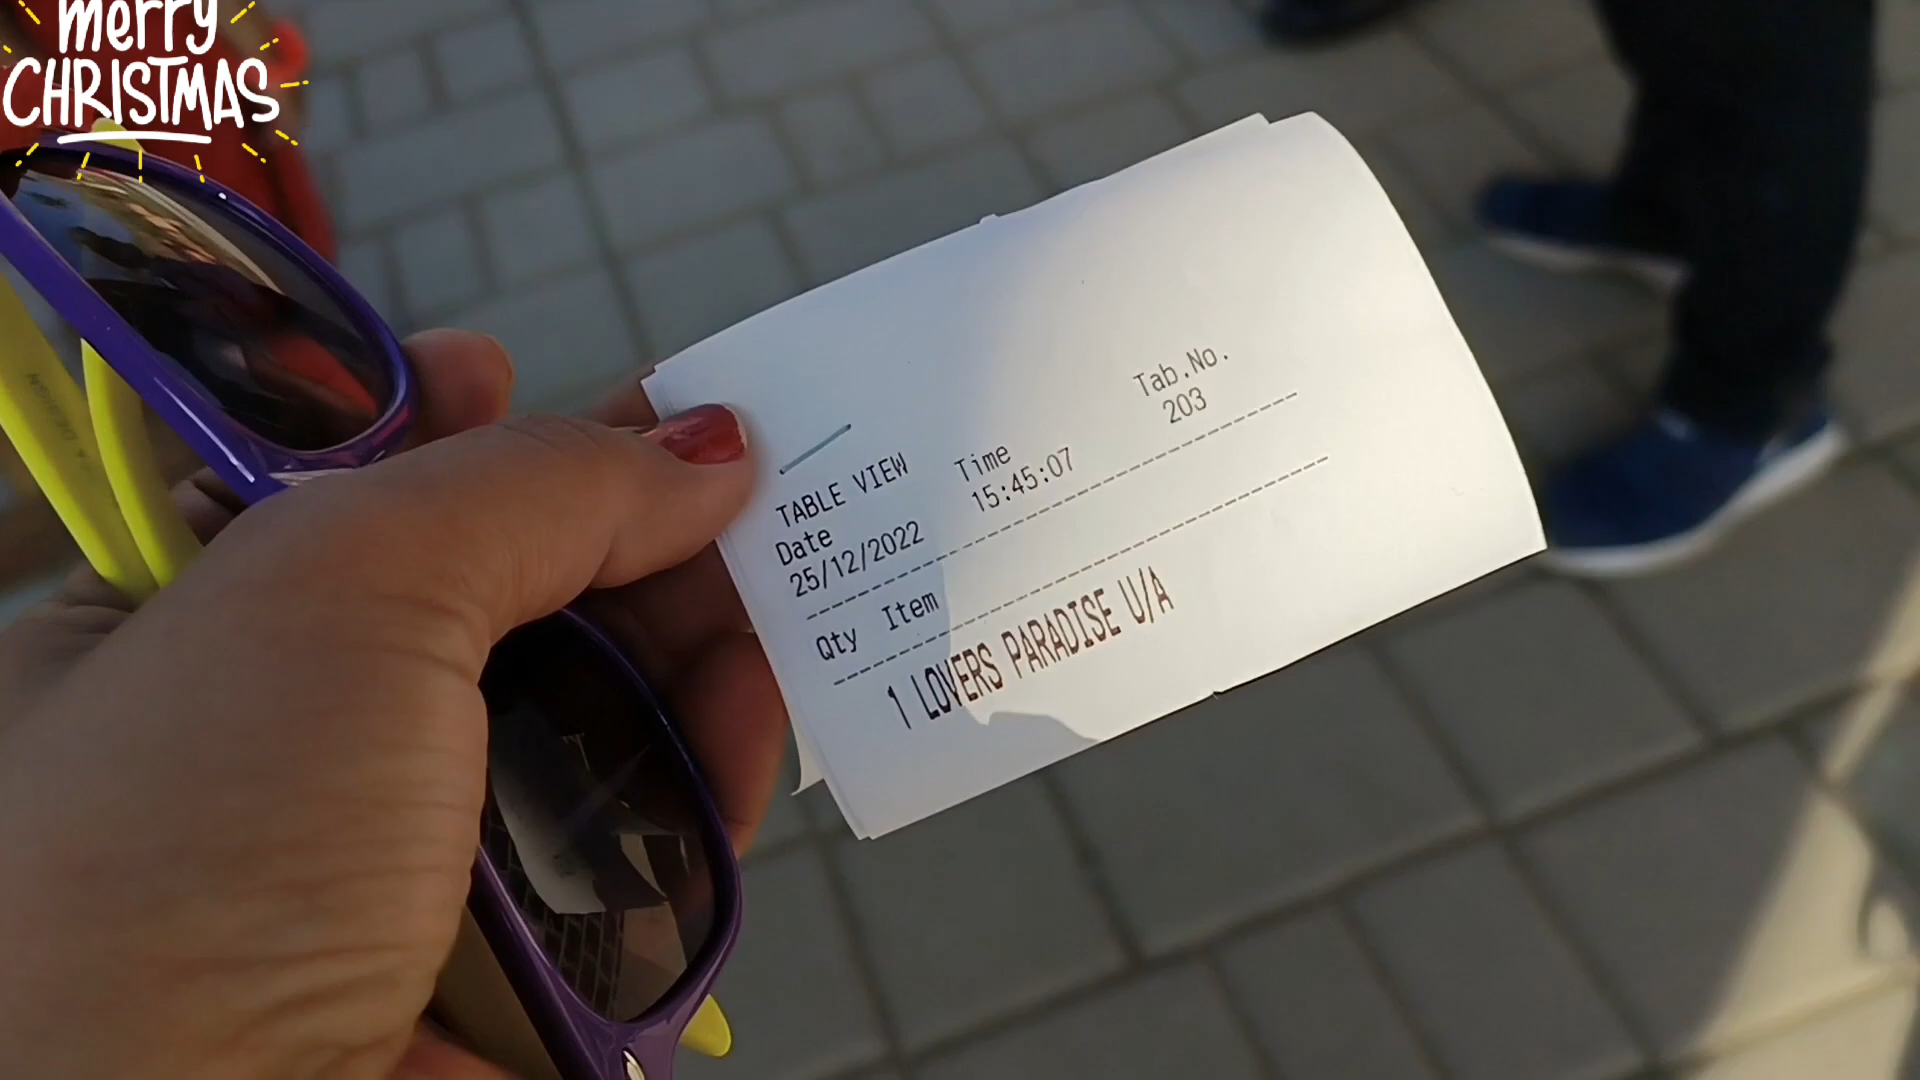 merry
CHRISTMAS
TABLE VIEW
Date Time Tab.No.
25/12/2022 15:45:07 203
Qty Item
1 LOVERS PARADISE U/A